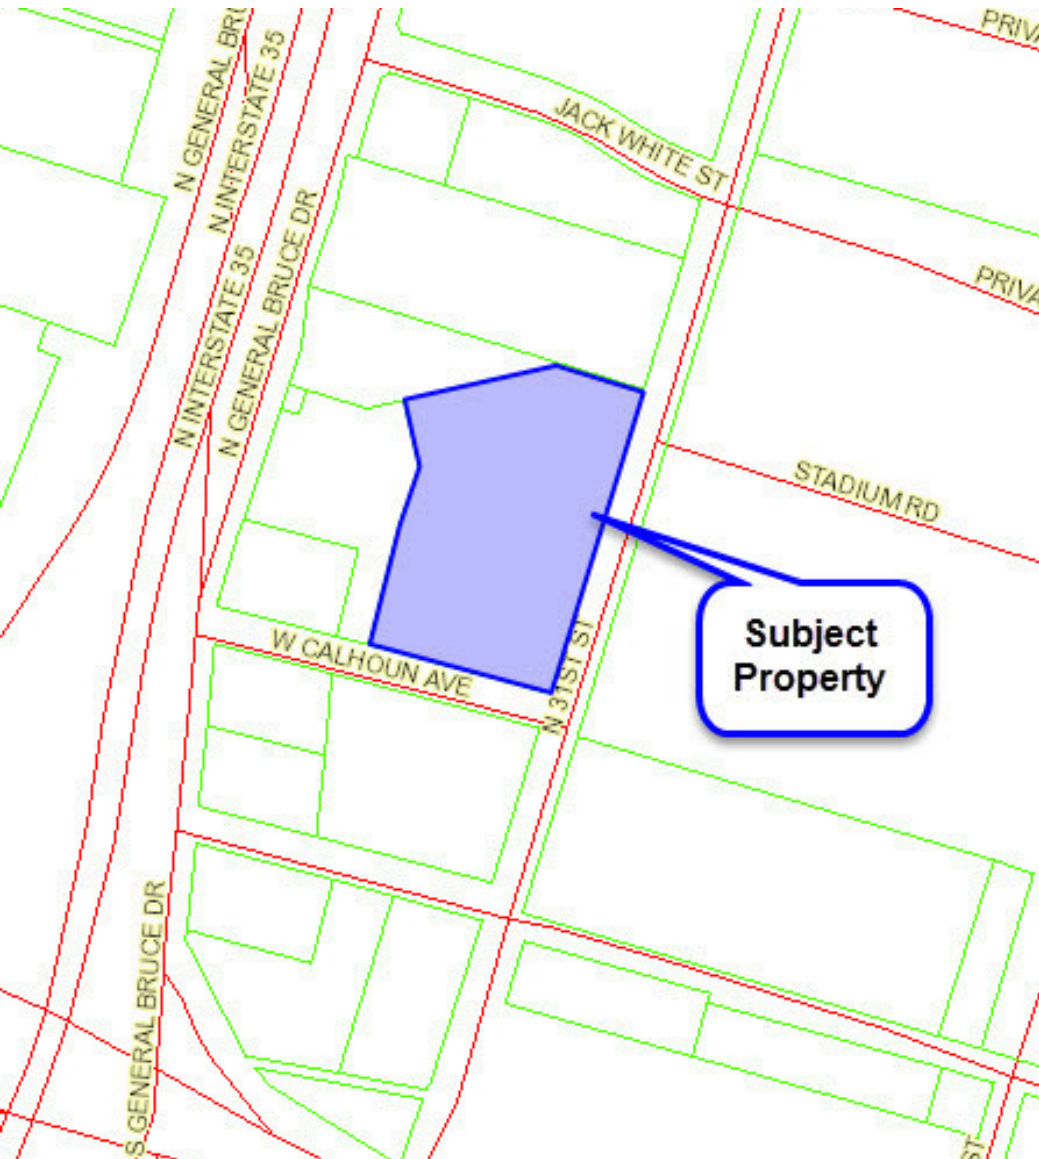 PRIVA
N GENERAL BRU
N INTERSTATE 35
JACK WHITE ST
N GENERAL BRUCE DR
N INTERSTATE 35
PRIVA
STADIUM RD
Subject
Property
W CALHOUN AVE
N 31ST ST
S GENERAL BRUCE DR
ST